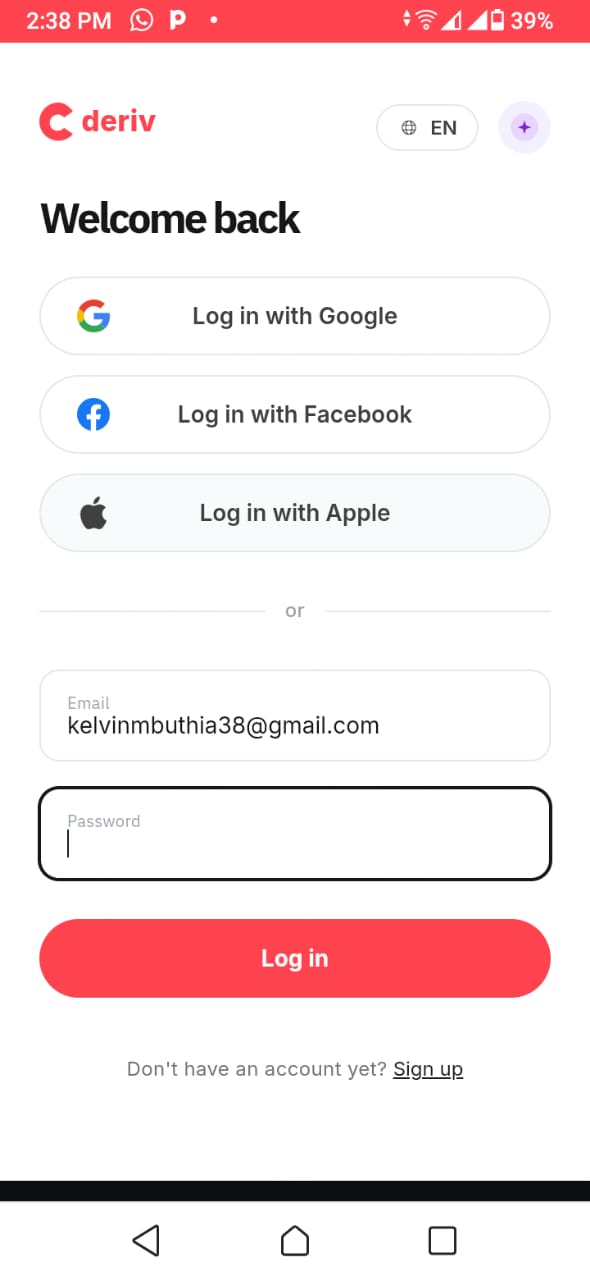 2:38 PM 39%
deriv
EN
Welcome back
Log in with Google
Log in with Facebook
Log in with Apple
or
Email
kelvinmbuthia38@gmail.com
Password
Log in
Don't have an account yet? Sign up